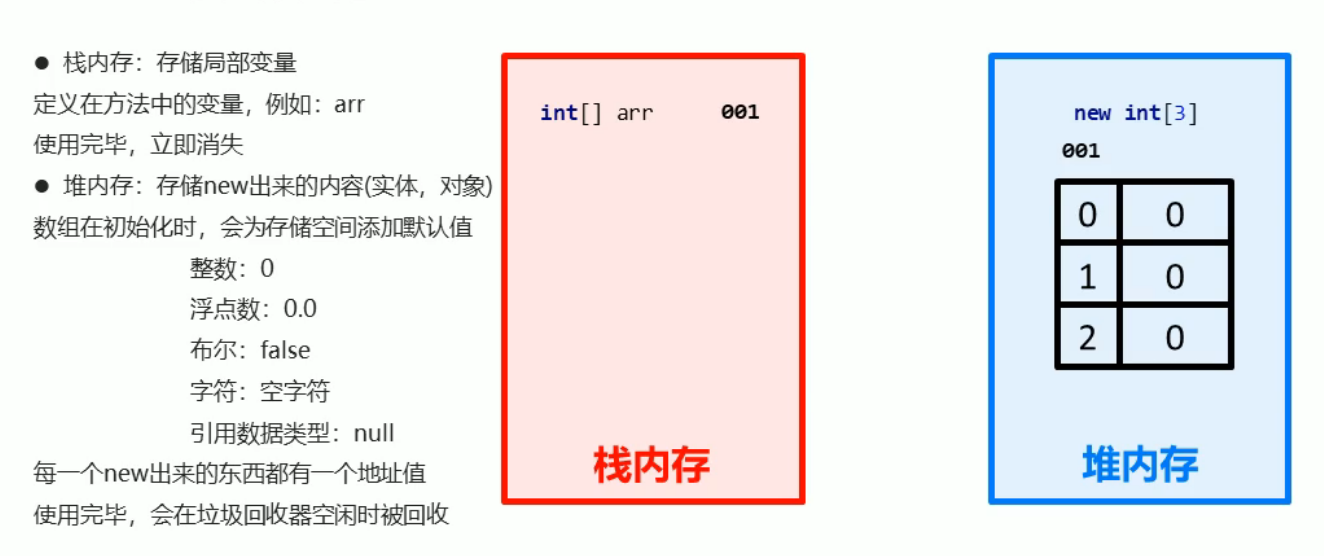 ● 栈内存：存储局部变量
定义在方法中的变量，例如：arr
使用完毕，立即消失
● 堆内存：存储new出来的内容(实体，对象)
数组在初始化时，会为存储空间添加默认值
整数：0
浮点数：0.0
布尔：false
字符：空字符
引用数据类型：null
每一个new出来的东西都有一个地址值
使用完毕，会在垃圾回收器空闲时被回收
int[] arr 001
栈内存
new int[3]
001
0 0
1 0
2 0
堆内存